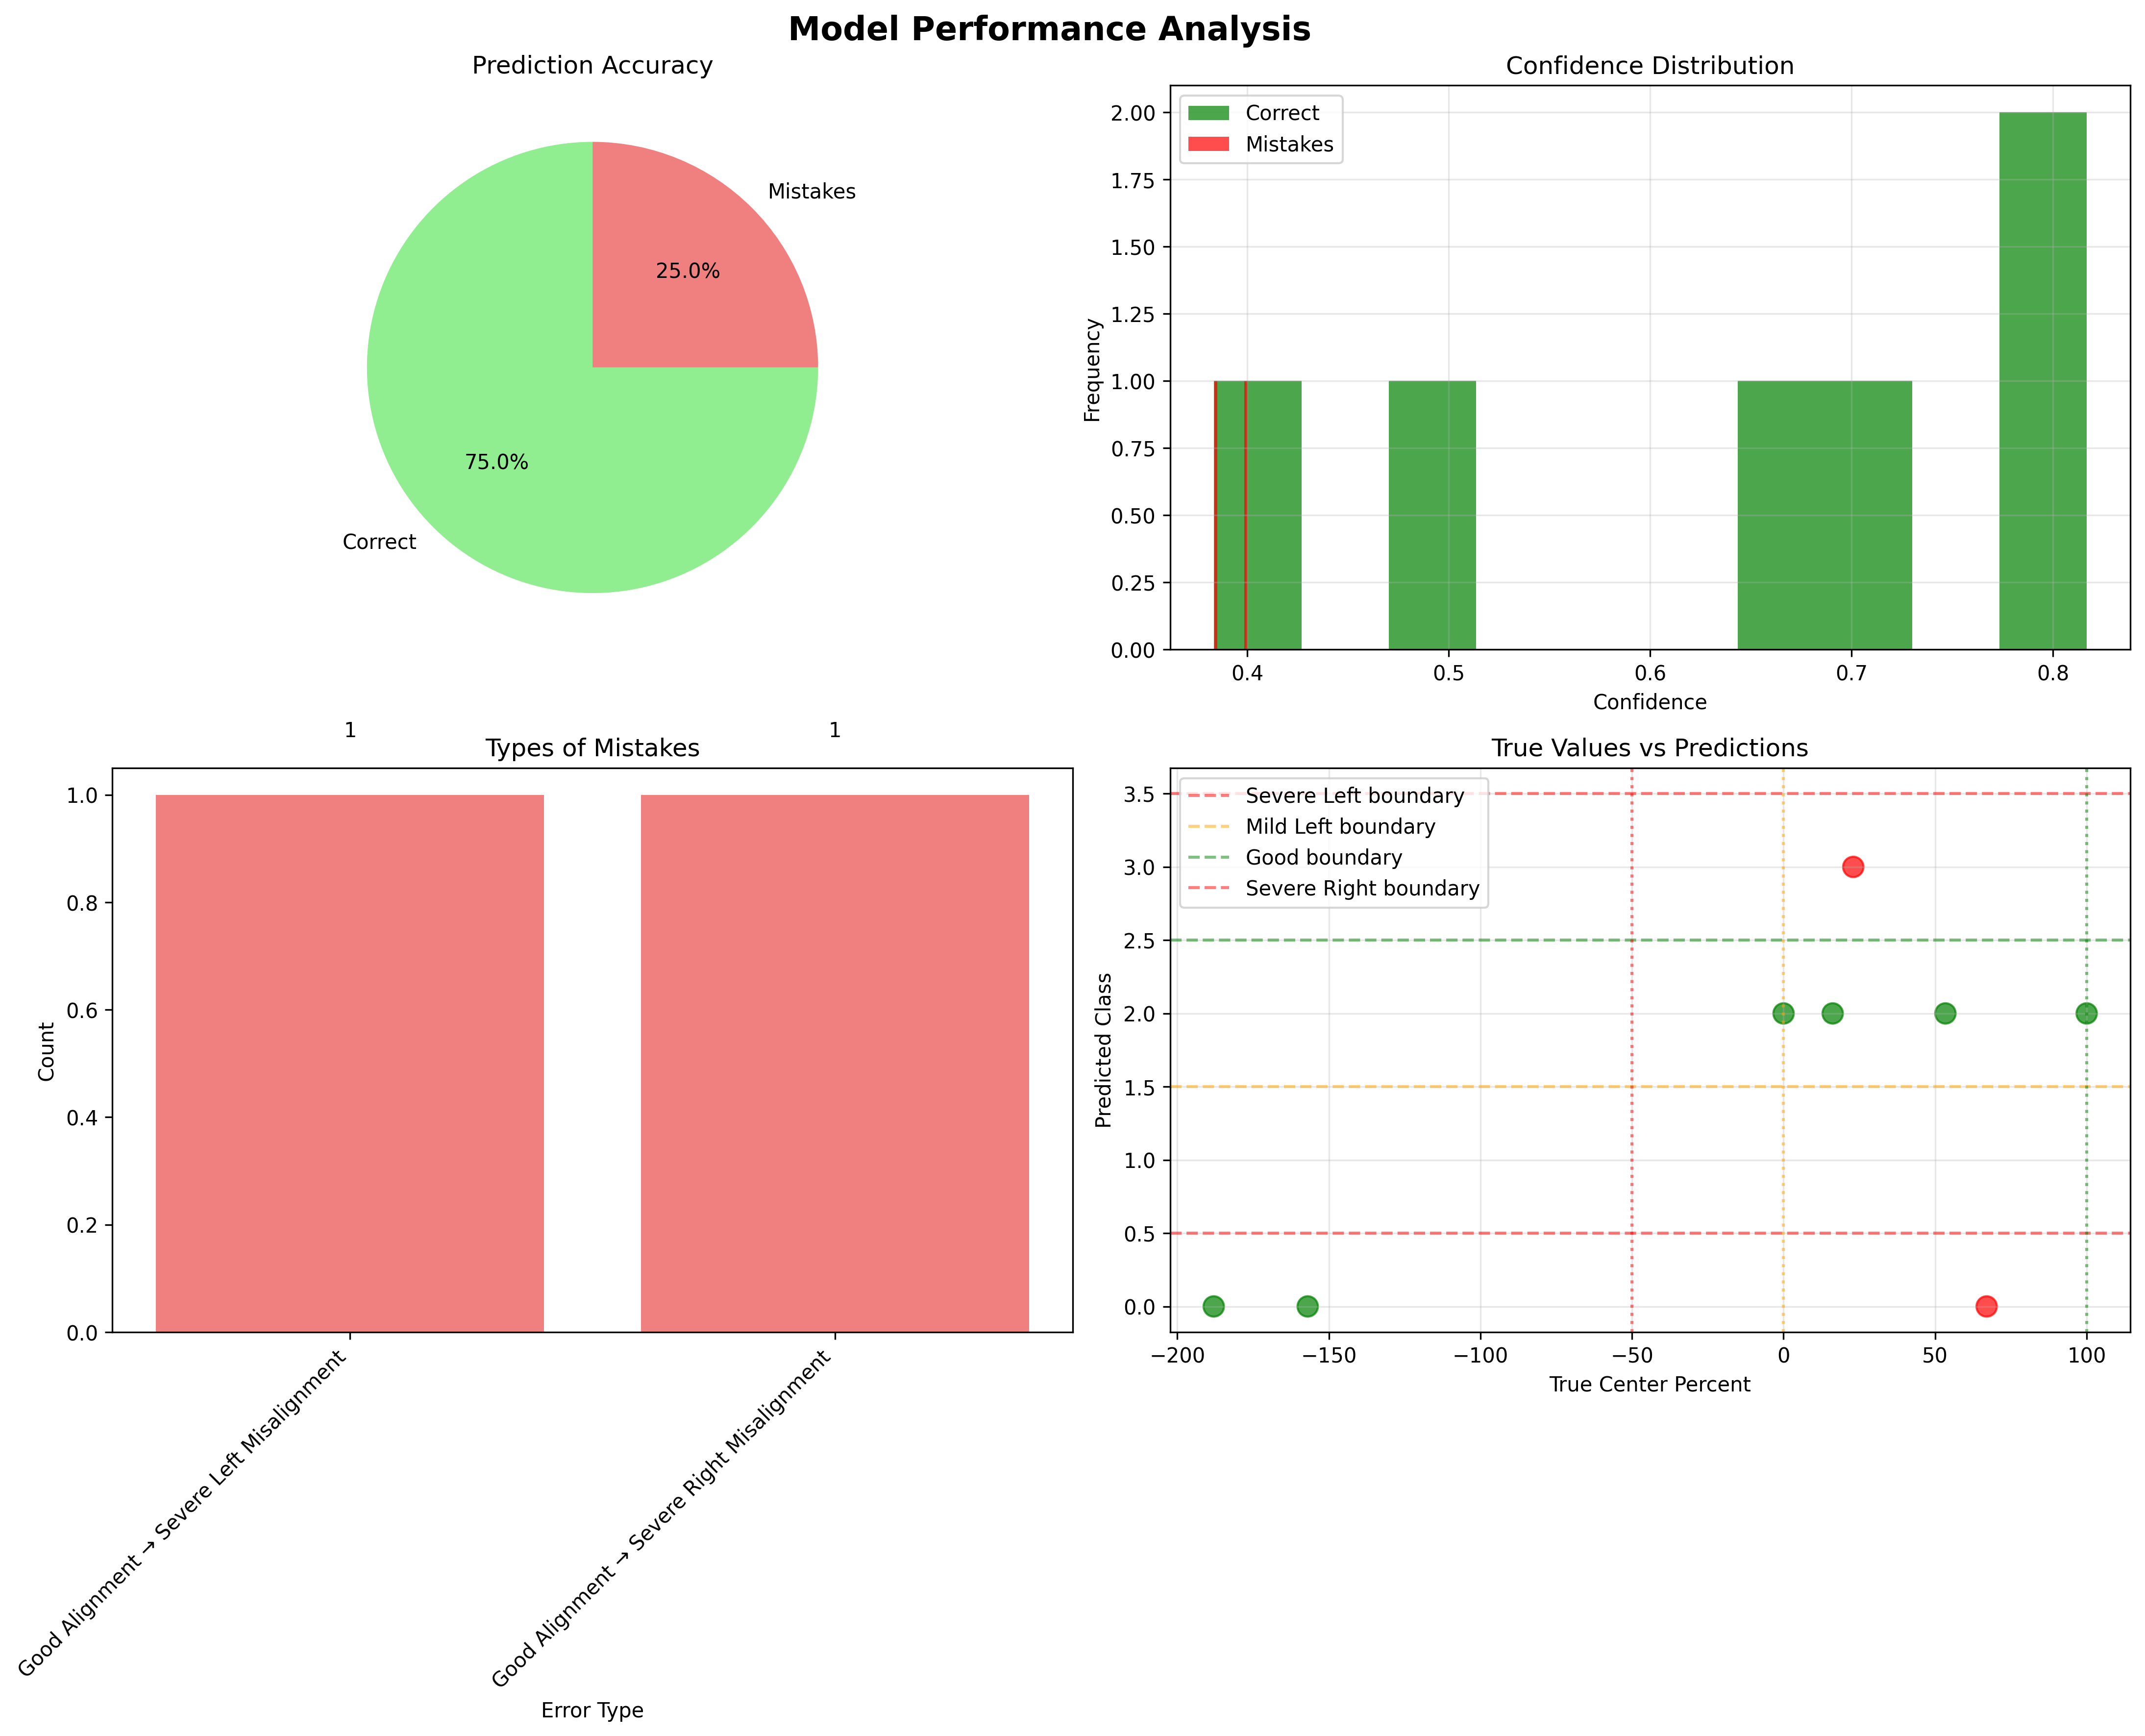 Model Performance Analysis
Prediction Accuracy
Mistakes
25.0%
75.0%
Correct
Confidence Distribution
Correct
Mistakes
2.00
1.75
1.50
1.25
1.00
0.75
0.50
0.25
0.00
Frequency
0.4 0.5 0.6 0.7 0.8
Confidence
1 1
Types of Mistakes
1.0
0.8
0.6
0.4
0.2
0.0
Count
Good Alignment → Severe Left Misalignment
Good Alignment → Severe Right Misalignment
Error Type
True Values vs Predictions
Severe Left boundary
Mild Left boundary
Good boundary
Severe Right boundary
3.5
3.0
2.5
2.0
1.5
1.0
0.5
0.0
Predicted Class
−200 −150 −100 −50 0 50 100
True Center Percent